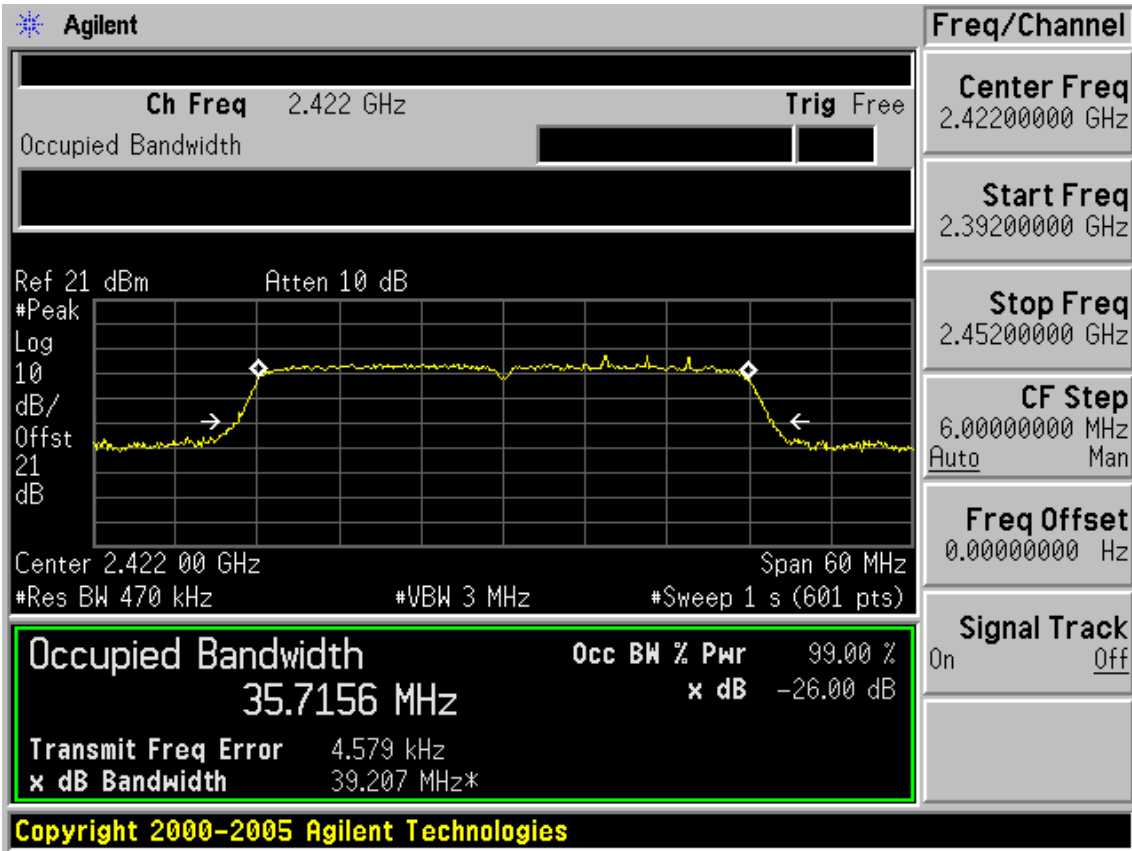 Agilent
Freq/Channel
Ch Freq 2.422 GHz Trig Free
Occupied Bandwidth
Center Freq
2.42200000 GHz
Start Freq
2.39200000 GHz
Stop Freq
2.45200000 GHz
CF Step
6.00000000 MHz
Auto Man
Freq Offset
0.00000000 Hz
Signal Track
On Off
Ref 21 dBm Atten 10 dB
#Peak
Log
10
dB/
Offst
21
dB
Center 2.422 00 GHz Span 60 MHz
#Res BW 470 kHz #VBW 3 MHz #Sweep 1 s (601 pts)
Occupied Bandwidth Occ BW % Pwr 99.00 %
35.7156 MHz x dB -26.00 dB
Transmit Freq Error 4.579 kHz
x dB Bandwidth 39.207 MHz*
Copyright 2000-2005 Agilent Technologies